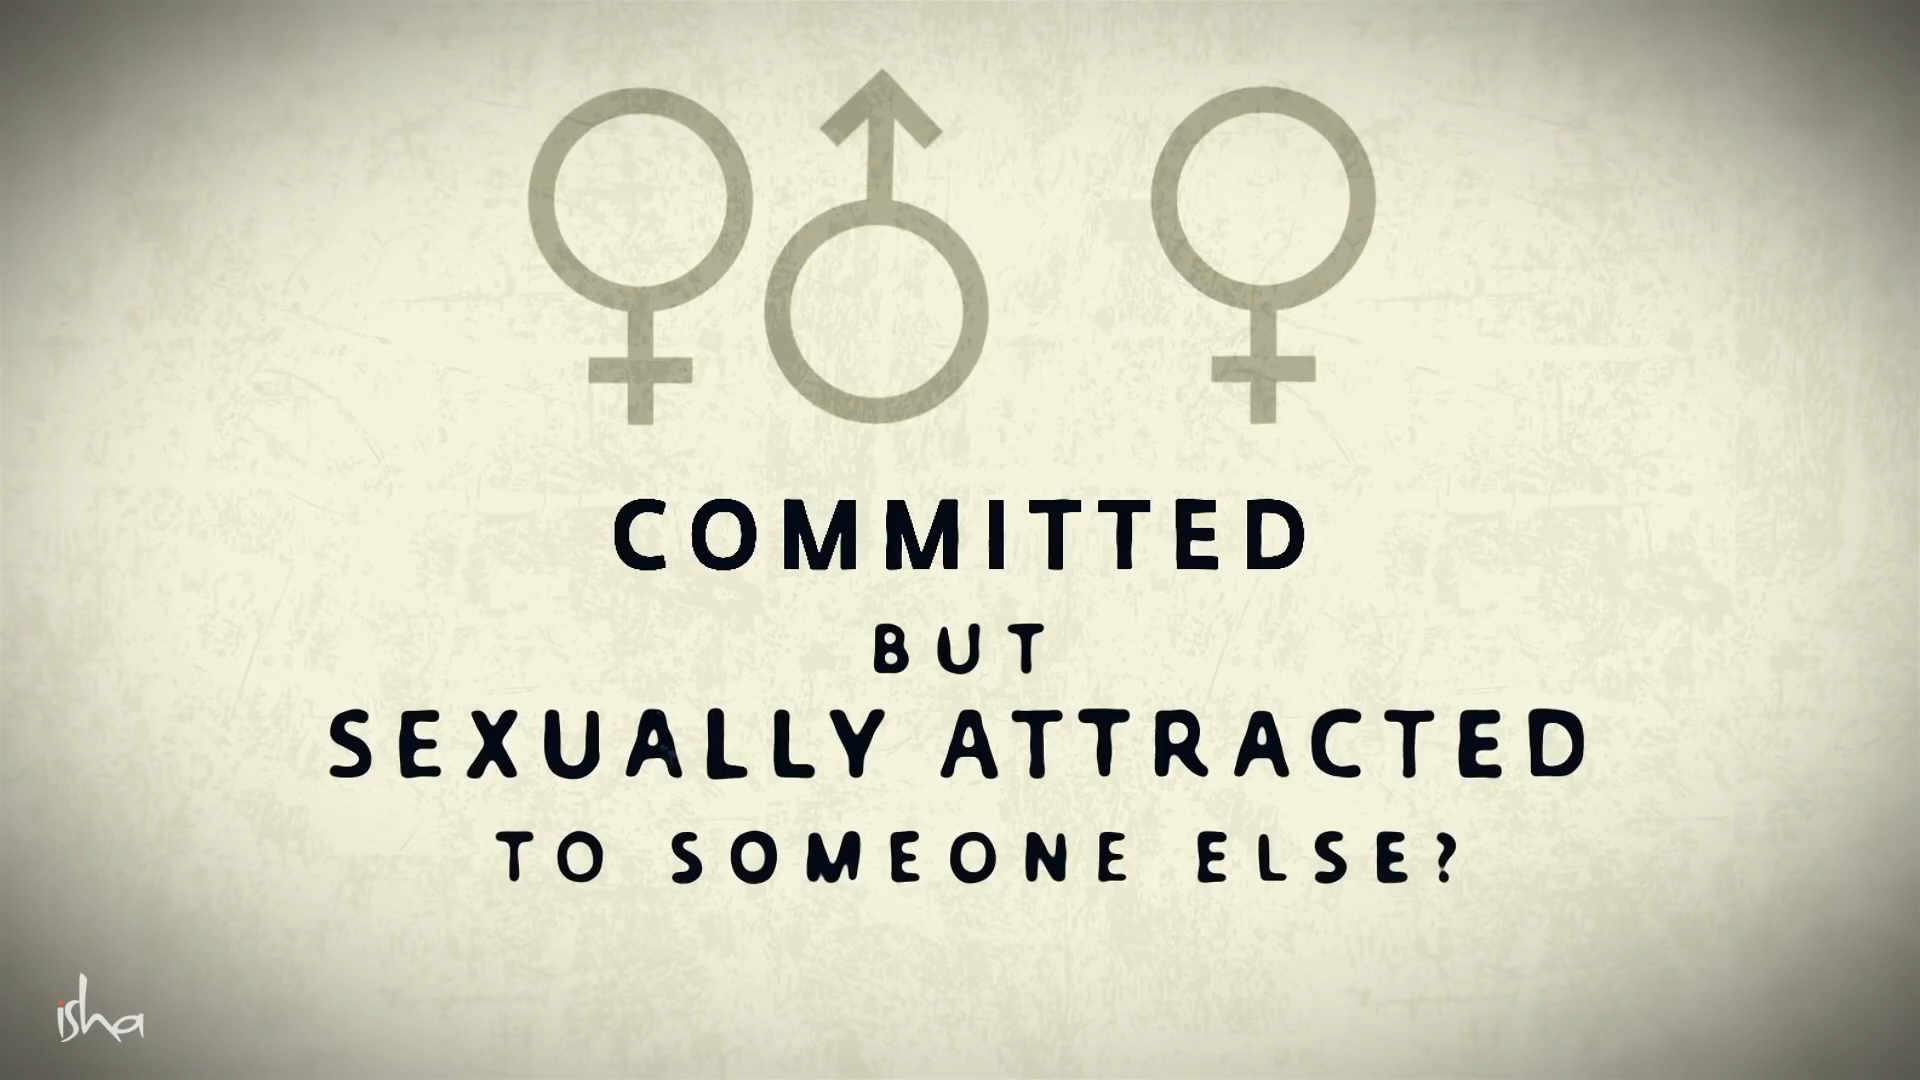 COMMITTED
BUT
SEXUALLY ATTRACTED
TO SOMEONE ELSE?
isha